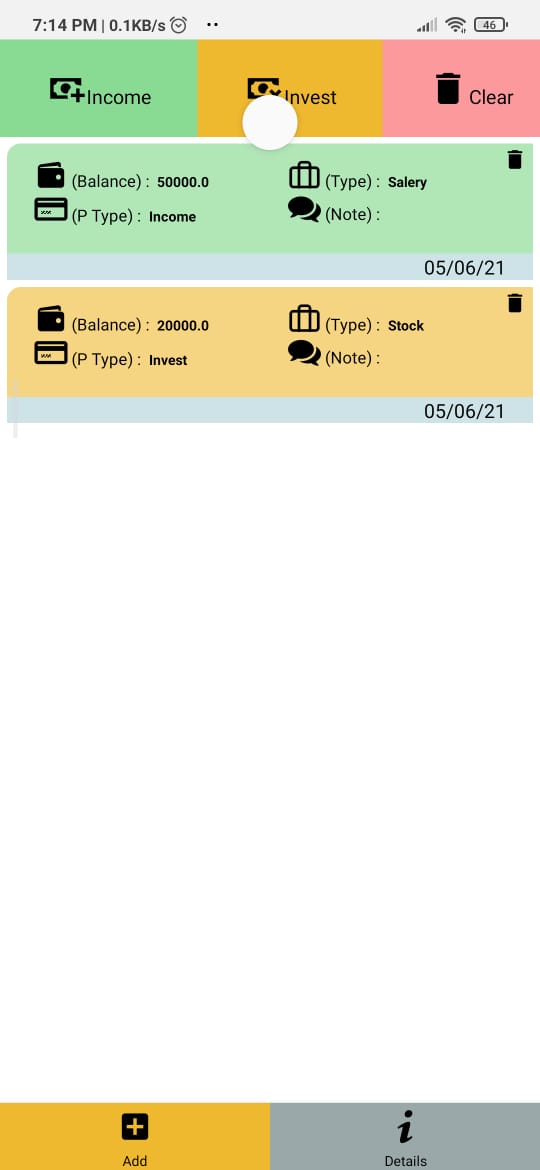 7:14 PM | 0.1KB/s 46
Income Invest Clear
(Balance) : 50000.0 (Type) : Salery
(P Type) : Income (Note) :
05/06/21
(Balance) : 20000.0 (Type) : Stock
(P Type) : Invest (Note) :
05/06/21
Add Details